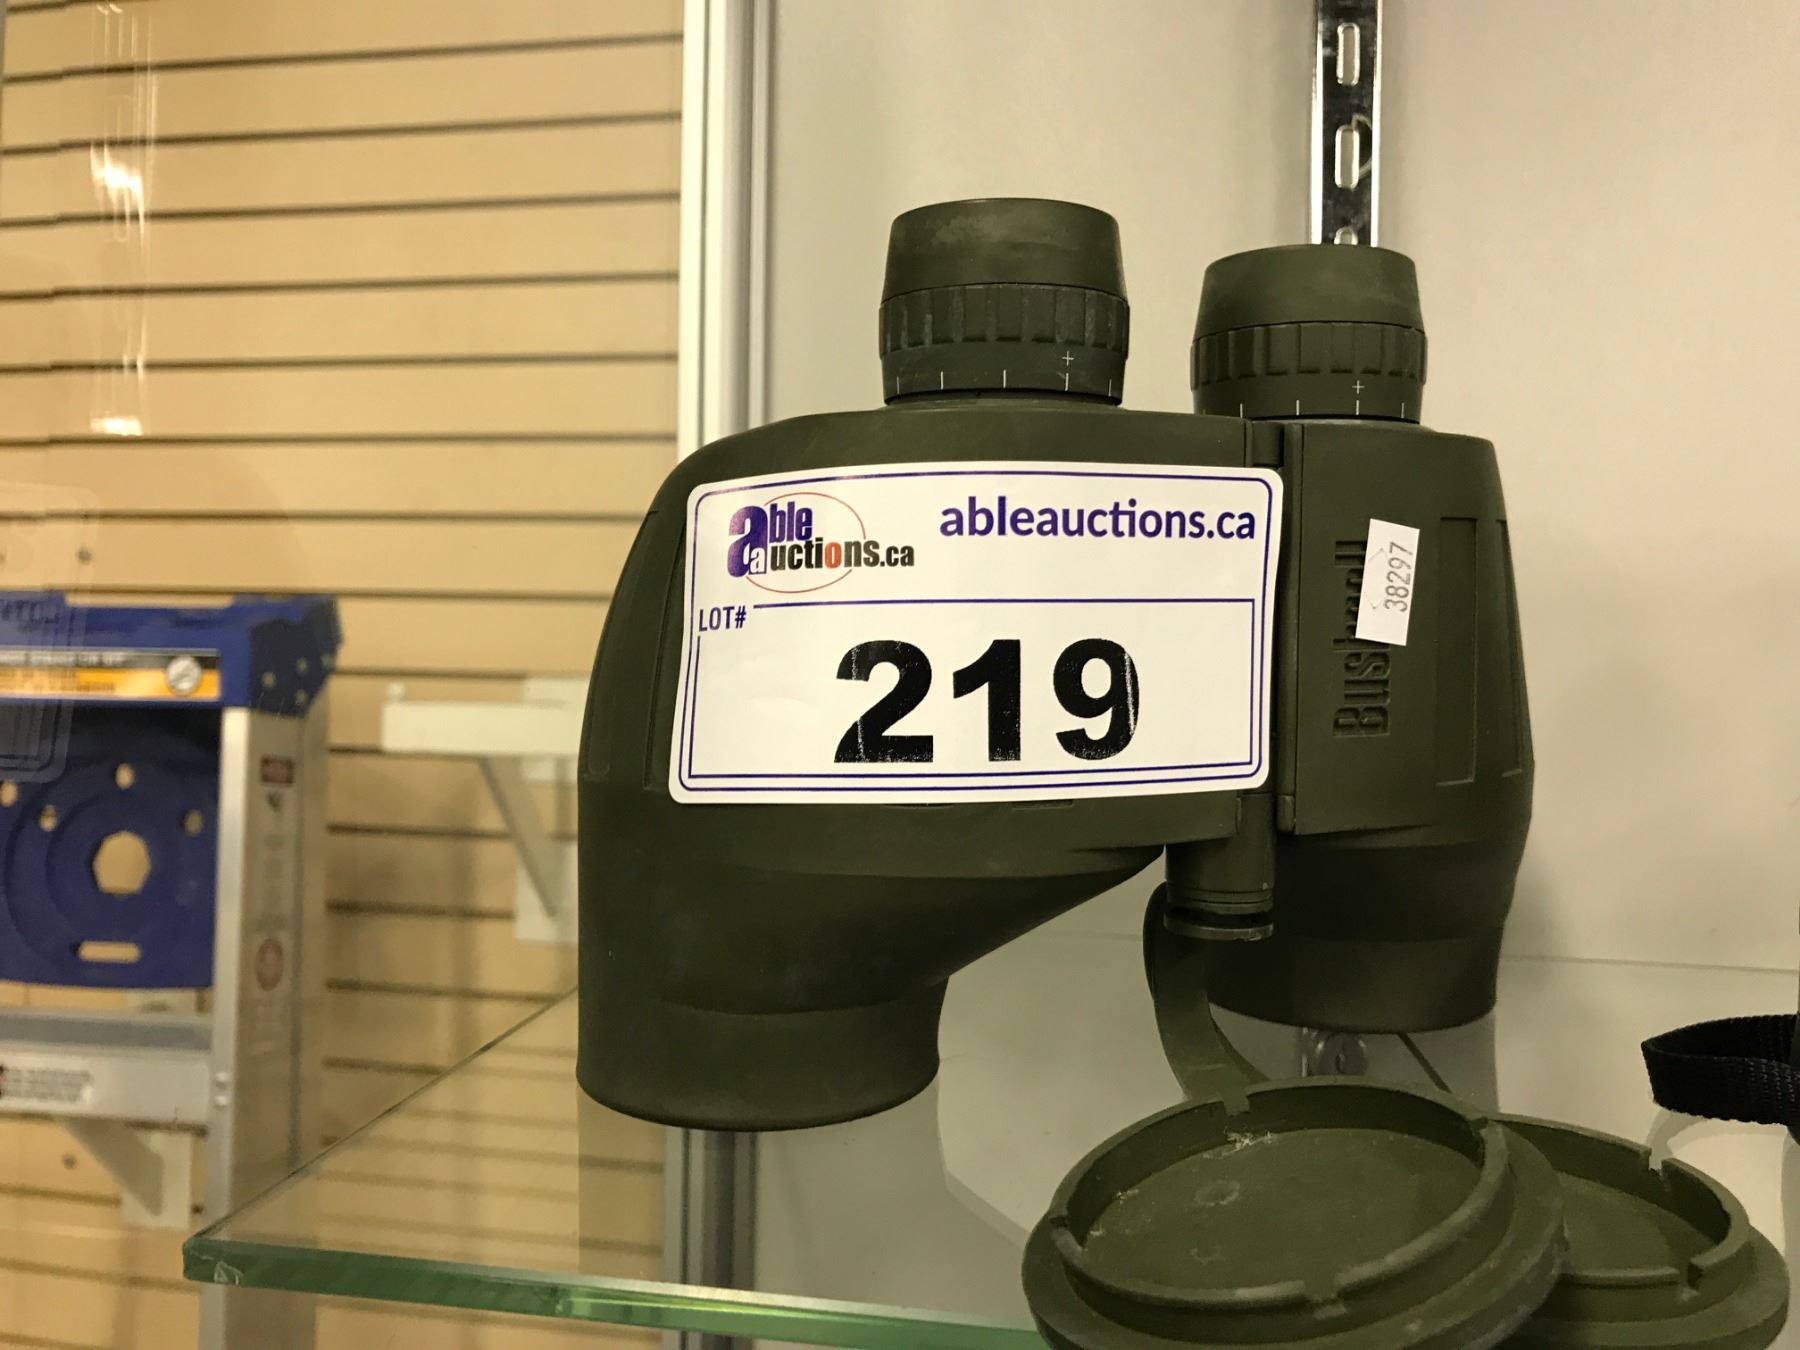 able
auctions.ca
ableauctions.ca
LOT#
219
38297
Bushnell